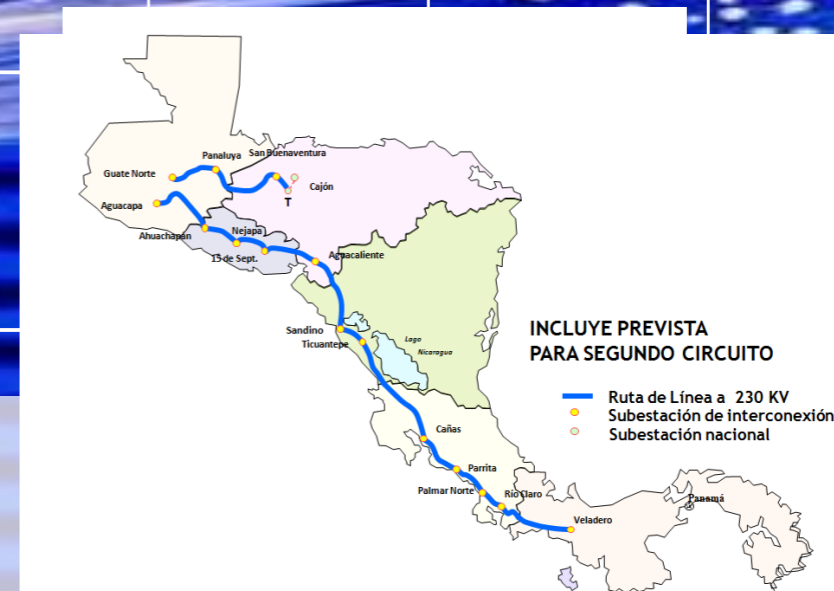 Panaluya
San Buenaventura
Guate Norte
Cajón
Aguacapa
T
Ahuachapán
Nejapa
15 de Sept.
Aguacaliente
Sandino
Ticuantepe
Lago
Nicaragua
INCLUYE PREVISTA
PARA SEGUNDO CIRCUITO
Ruta de Línea a 230 KV
Subestación de interconexión
Subestación nacional
Cañas
Parrita
Palmar Norte
Río Claro
Panamá
Veladero